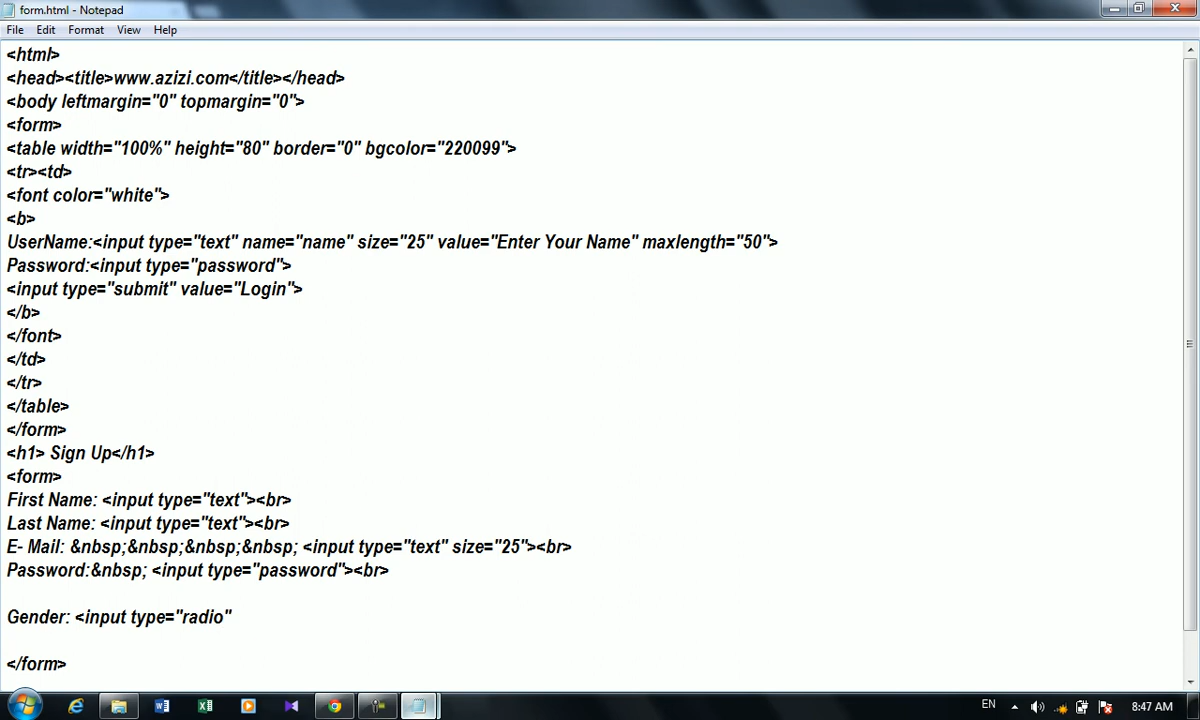 form.html - Notepad
File Edit Format View Help
<html>
<head><title>www.azizi.com</title></head>
<body leftmargin="0" topmargin="0">
<form>
<table width="100%" height="80" border="0" bgcolor="220099">
<tr><td>
<font color="white">
<b>
UserName:<input type="text" name="name" size="25" value="Enter Your Name" maxlength="50">
Password:<input type="password">
<input type="submit" value="Login">
</b>
</font>
</td>
</tr>
</table>
</form>
<h1> Sign Up</h1>
<form>
First Name: <input type="text"><br>
Last Name: <input type="text"><br>
E- Mail: &nbsp;&nbsp;&nbsp;&nbsp; <input type="text" size="25"><br>
Password:&nbsp; <input type="password"><br>
Gender: <input type="radio"
</form>
EN 8:47 AM